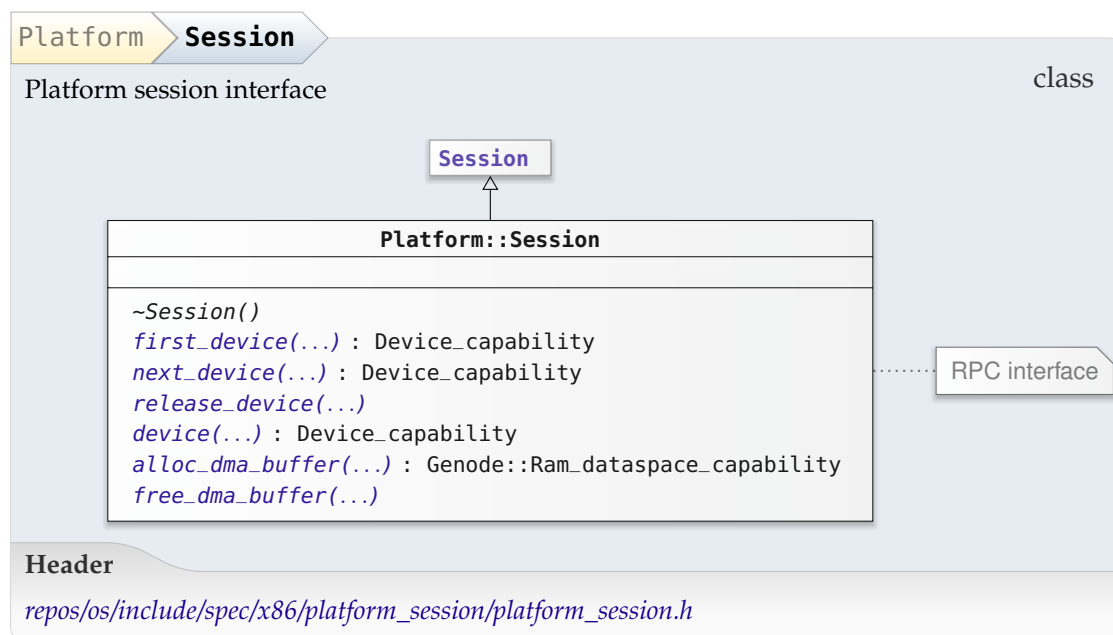 Platform Session
Platform session interface
class
Session
Platform::Session
~Session()
first_device(...) : Device_capability
next_device(...) : Device_capability
release_device(...)
device(...) : Device_capability
alloc_dma_buffer(...) : Genode::Ram_dataspace_capability
free_dma_buffer(...)
RPC interface
Header
repos/os/include/spec/x86/platform_session/platform_session.h